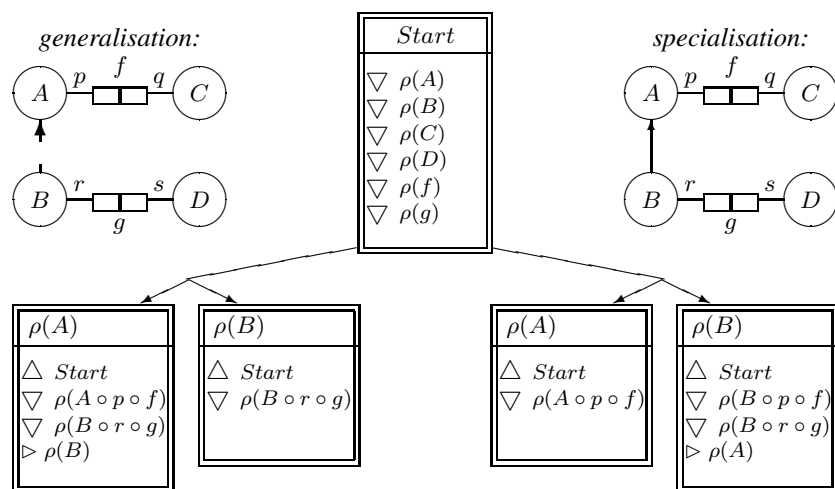 generalisation:
f
p q
A C
B r s D
g
Start
▽ ρ(A)
▽ ρ(B)
▽ ρ(C)
▽ ρ(D)
▽ ρ(f)
▽ ρ(g)
specialisation:
f
p q
A C
B r s D
g
ρ(A)
△ Start
▽ ρ(A ∘ p ∘ f)
▽ ρ(B ∘ r ∘ g)
▷ ρ(B)
ρ(B)
△ Start
▽ ρ(B ∘ r ∘ g)
ρ(A)
△ Start
▽ ρ(A ∘ p ∘ f)
ρ(B)
△ Start
▽ ρ(B ∘ p ∘ f)
▽ ρ(B ∘ r ∘ g)
▷ ρ(A)